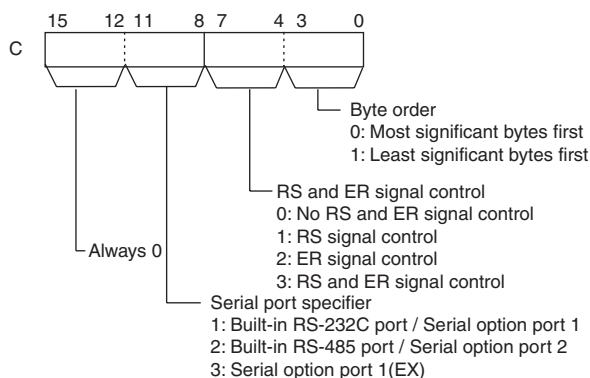 15 12 11 8 7 4 3 0
C
Byte order
0: Most significant bytes first
1: Least significant bytes first
RS and ER signal control
0: No RS and ER signal control
1: RS signal control
2: ER signal control
3: RS and ER signal control
Always 0
Serial port specifier
1: Built-in RS-232C port / Serial option port 1
2: Built-in RS-485 port / Serial option port 2
3: Serial option port 1(EX)